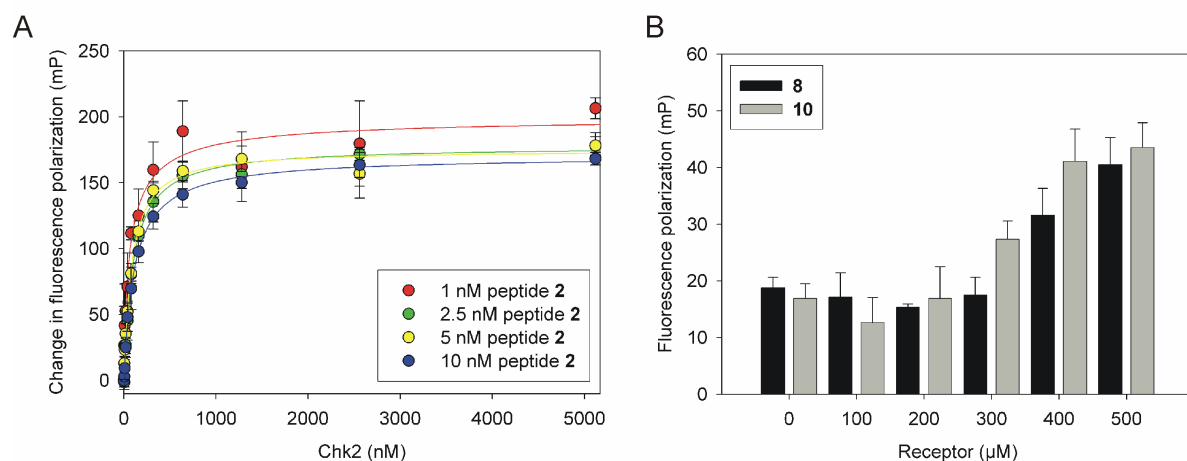 A
Change in fluorescence polarization (mP)
250
200
150
100
50
0
1 nM peptide 2
2.5 nM peptide 2
5 nM peptide 2
10 nM peptide 2
0
1000
2000
3000
4000
5000
Chk2 (nM)
B
Fluorescence polarization (mP)
60
50
40
30
20
10
0
8
10
0
100
200
300
400
500
Receptor (µM)